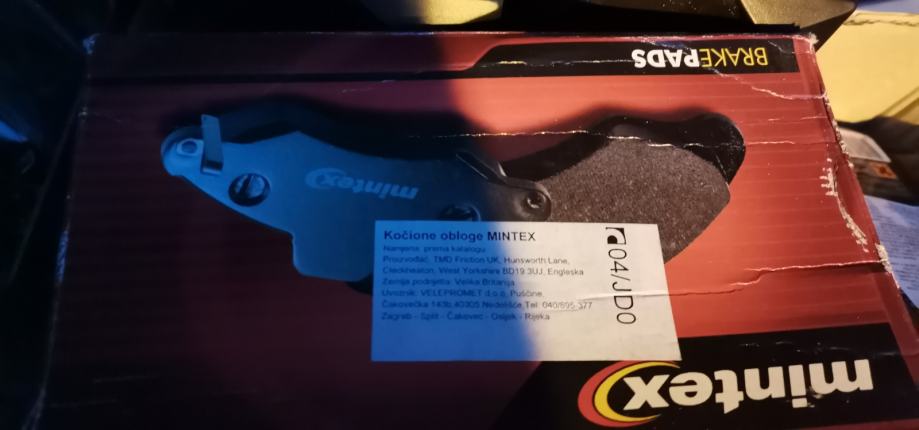 BRAKEPADS
mintex
Kočione obloge MINTEX
Namjena: prema katalogu
Proizvođač: TMD Friction UK, Hunsworth Lane,
Cleckheaton, West Yorkshire BD19 3UJ, Engleska
Zemlja podrijetla: Velika Britanija
Uvoznik: VELEPROMET d.o.o. Pušćine,
Čakovečka 143b,40305 Nedelišće,Tel: 040/895-377
Zagreb - Split - Čakovec - Osijek - Rijeka
04/JD0
mintex